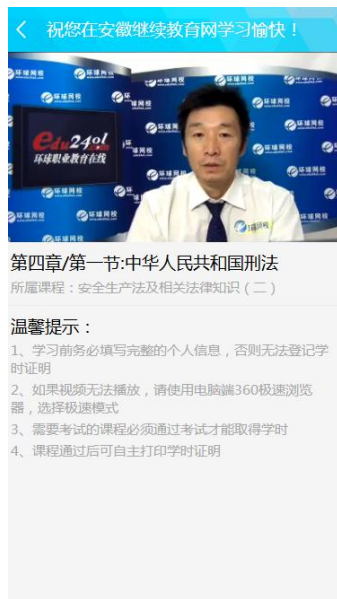 祝您在安徽继续教育网学习愉快！
环球网校
Edu24ol
.com
环球职业教育在线
环球网校
第四章/第一节:中华人民共和国刑法
所属课程：安全生产法及相关法律知识（二）
温馨提示：
1、学习前务必填写完整的个人信息，否则无法登记学
时证明
2、如果视频无法播放，请使用电脑端360极速浏览
器，选择极速模式
3、需要考试的课程必须通过考试才能取得学时
4、课程通过后可自主打印学时证明